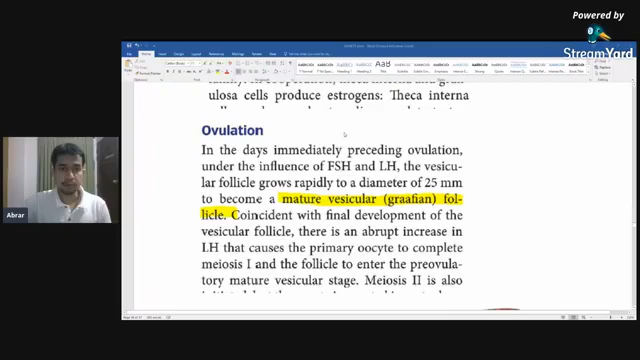 Powered by
StreamYard
ulosa cells produce estrogens: Theca interna
Ovulation
In the days immediately preceding ovulation,
under the influence of FSH and LH, the vesicu-
lar follicle grows rapidly to a diameter of 25 mm
to become a mature vesicular (graafian) fol-
licle. Coincident with final development of the
vesicular follicle, there is an abrupt increase in
LH that causes the primary oocyte to complete
meiosis I and the follicle to enter the preovula-
tory mature vesicular stage. Meiosis II is also
Abrar